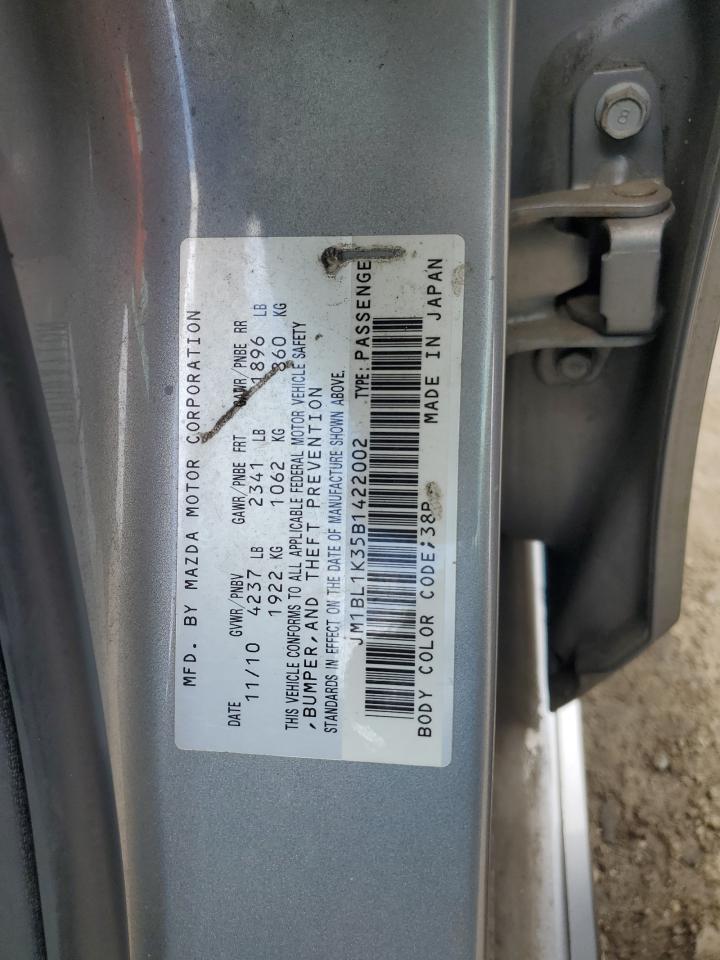 MFD. BY MAZDA MOTOR CORPORATION
DATE GVWR/PNBV GAWR/PNBE FRT GAWR/PNBE RR
11/10 4237 LB 2341 LB 1896 LB
1922 KG 1062 KG 860 KG
THIS VEHICLE CONFORMS TO ALL APPLICABLE FEDERAL MOTOR VEHICLE SAFETY
,BUMPER,AND THEFT PREVENTION
STANDARDS IN EFFECT ON THE DATE OF MANUFACTURE SHOWN ABOVE.
JM1BL1K35B1422002 TYPE:PASSENGE
BODY COLOR CODE;38P MADE IN JAPAN
8